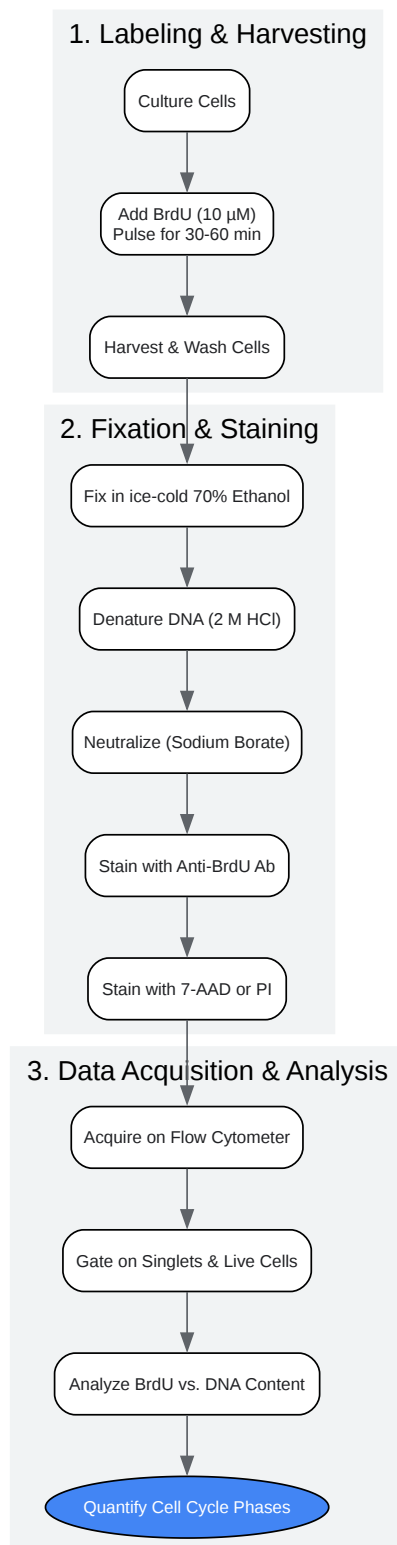 1. Labeling & Harvesting
Culture Cells
Add BrdU (10 µM)
Pulse for 30-60 min
Harvest & Wash Cells
2. Fixation & Staining
Fix in ice-cold 70% Ethanol
Denature DNA (2 M HCl)
Neutralize (Sodium Borate)
Stain with Anti-BrdU Ab
Stain with 7-AAD or PI
3. Data Acquisition & Analysis
Acquire on Flow Cytometer
Gate on Singlets & Live Cells
Analyze BrdU vs. DNA Content
Quantify Cell Cycle Phases